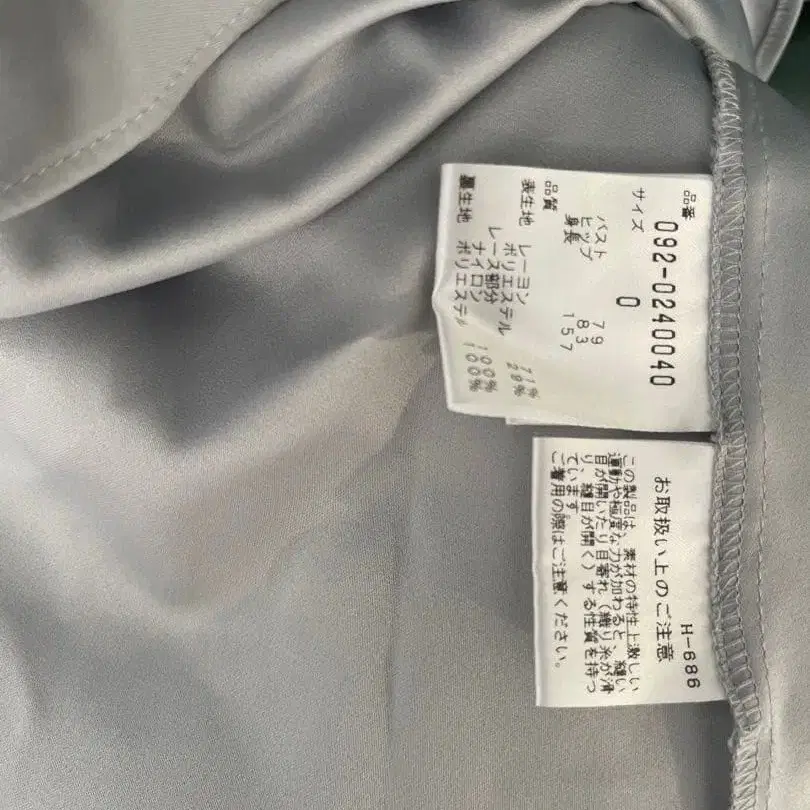 品番
092-0240040
サイズ 0
バスト 79
ヒップ 83
身長 157
品質
表生地 レーヨン 71%
ポリエステル 29%
レース部分
ナイロン 100%
裏生地 ポリエステル 100%
H-686
お取扱い上のご注意
この製品は、素材の特性上激しい
運動や極度な力が加わると、縫い
目が開いたり目寄れ（織り糸が滑
り、縫目が開く）する性質を持っ
ています。
ご着用の際はご注意ください。